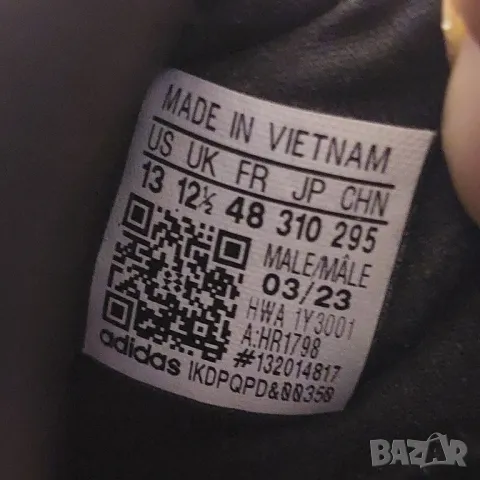 MADE IN VIETNAM
US UK FR JP CHN
13 12½ 48 310 295
MALE/MÂLE
03/23
HWA 1Y3001
A:HR1798
#132014817
adidas IKDPQPD&00350
BAZAR